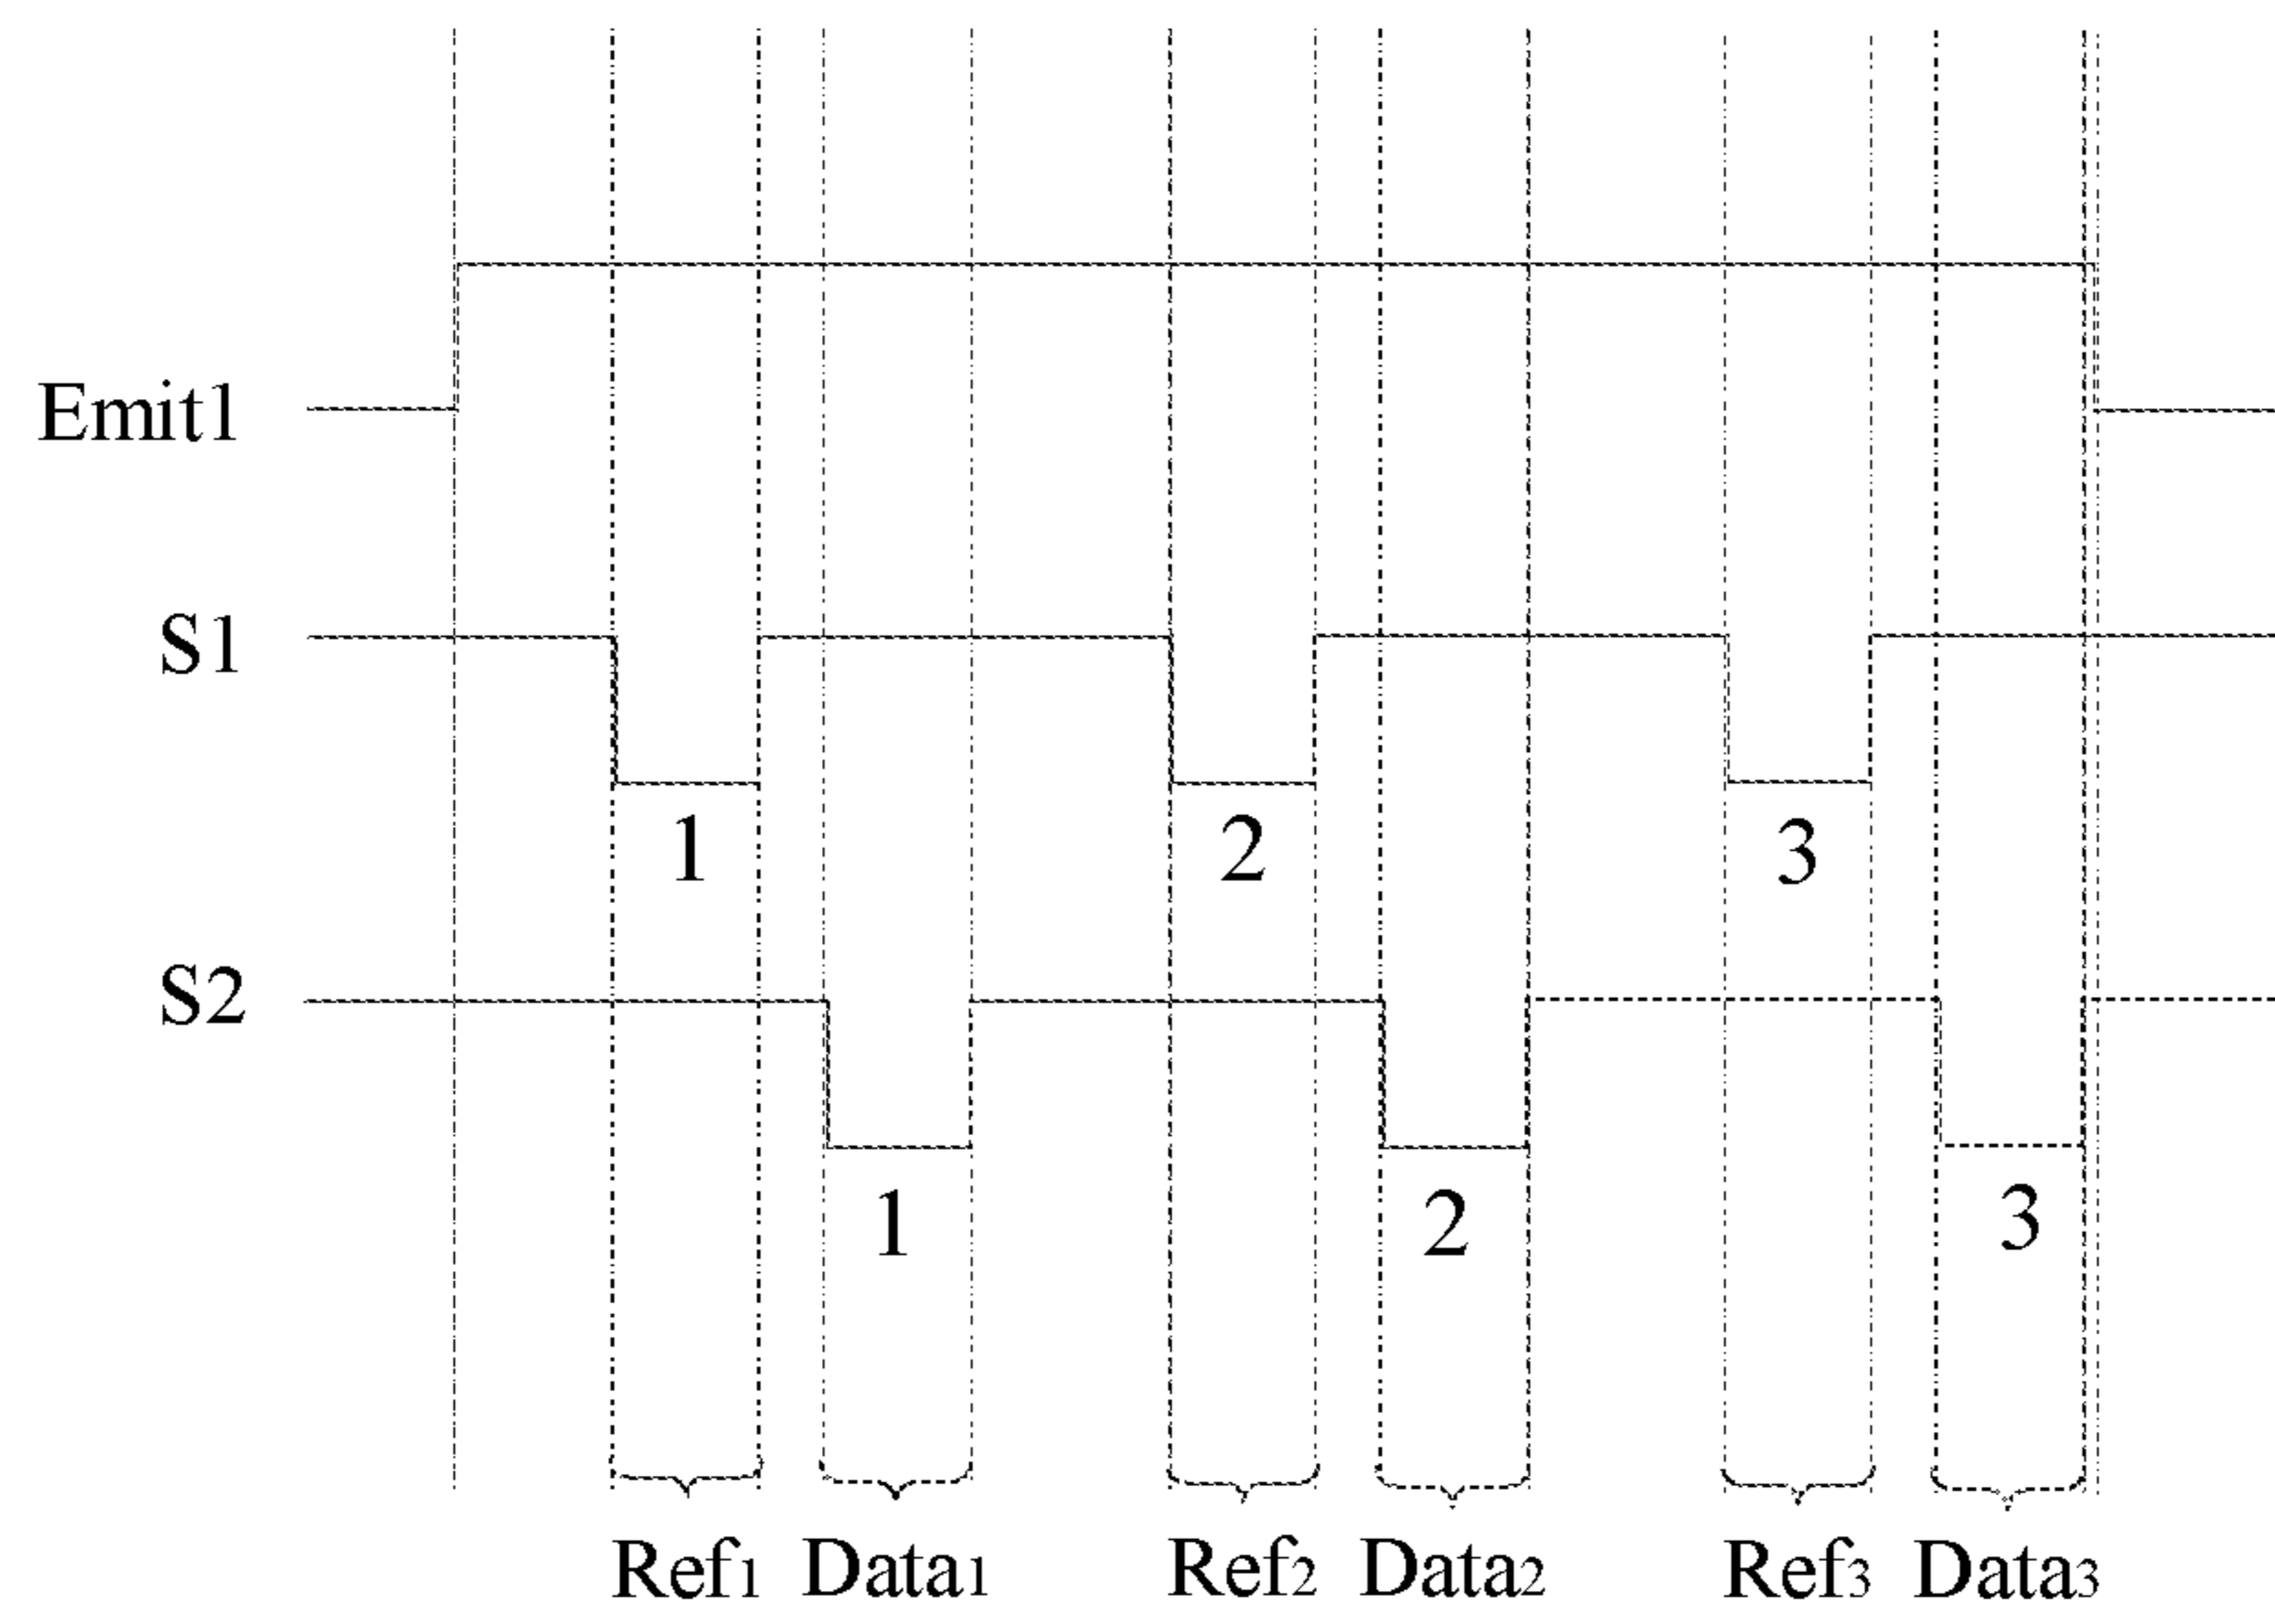 Emit1
S1
1 2 3
S2
1 2 3
Ref1 Data1 Ref2 Data2 Ref3 Data3